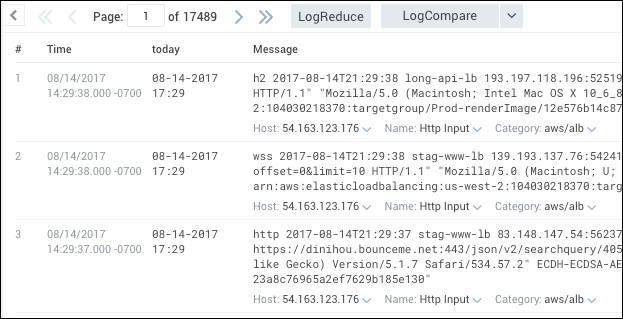 Page: 1 of 17489 LogReduce LogCompare
# Time today Message
1 08/14/2017 08-14-2017 h2 2017-08-14T21:29:38 long-api-lb 193.197.118.196:52519
14:29:38.000 -0700 17:29 HTTP/1.1" "Mozilla/5.0 (Macintosh; Intel Mac OS X 10_6_8
2:104030218370:targetgroup/Prod-renderImage/12e576b14c87
Host: 54.163.123.176 Name: Http Input Category: aws/alb
2 08/14/2017 08-14-2017 wss 2017-08-14T21:29:38 stag-www-lb 139.193.137.76:54241
14:29:38.000 -0700 17:29 offset=0&limit=10 HTTP/1.1" "Mozilla/5.0 (Macintosh; U;
arn:aws:elasticloadbalancing:us-west-2:104030218370:targ
Host: 54.163.123.176 Name: Http Input Category: aws/alb
3 08/14/2017 08-14-2017 http 2017-08-14T21:29:37 stag-www-lb 83.148.147.54:56237
14:29:37.000 -0700 17:29 https://dinihou.bounceme.net:443/json/v2/searchquery/405
like Gecko) Version/5.1.7 Safari/534.57.2" ECDH-ECDSA-AE
23a8c76965a2ef7629b185e130"
Host: 54.163.123.176 Name: Http Input Category: aws/alb